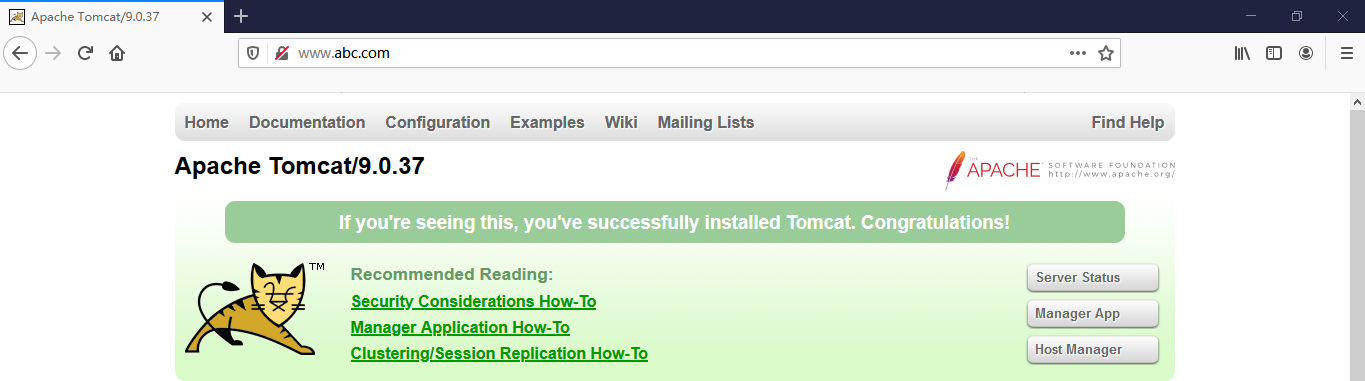 Apache Tomcat/9.0.37
www.abc.com
Home Documentation Configuration Examples Wiki Mailing Lists Find Help
Apache Tomcat/9.0.37
THE APACHE SOFTWARE FOUNDATION
http://www.apache.org/
If you're seeing this, you've successfully installed Tomcat. Congratulations!
TM
Recommended Reading:
Security Considerations How-To
Manager Application How-To
Clustering/Session Replication How-To
Server Status
Manager App
Host Manager